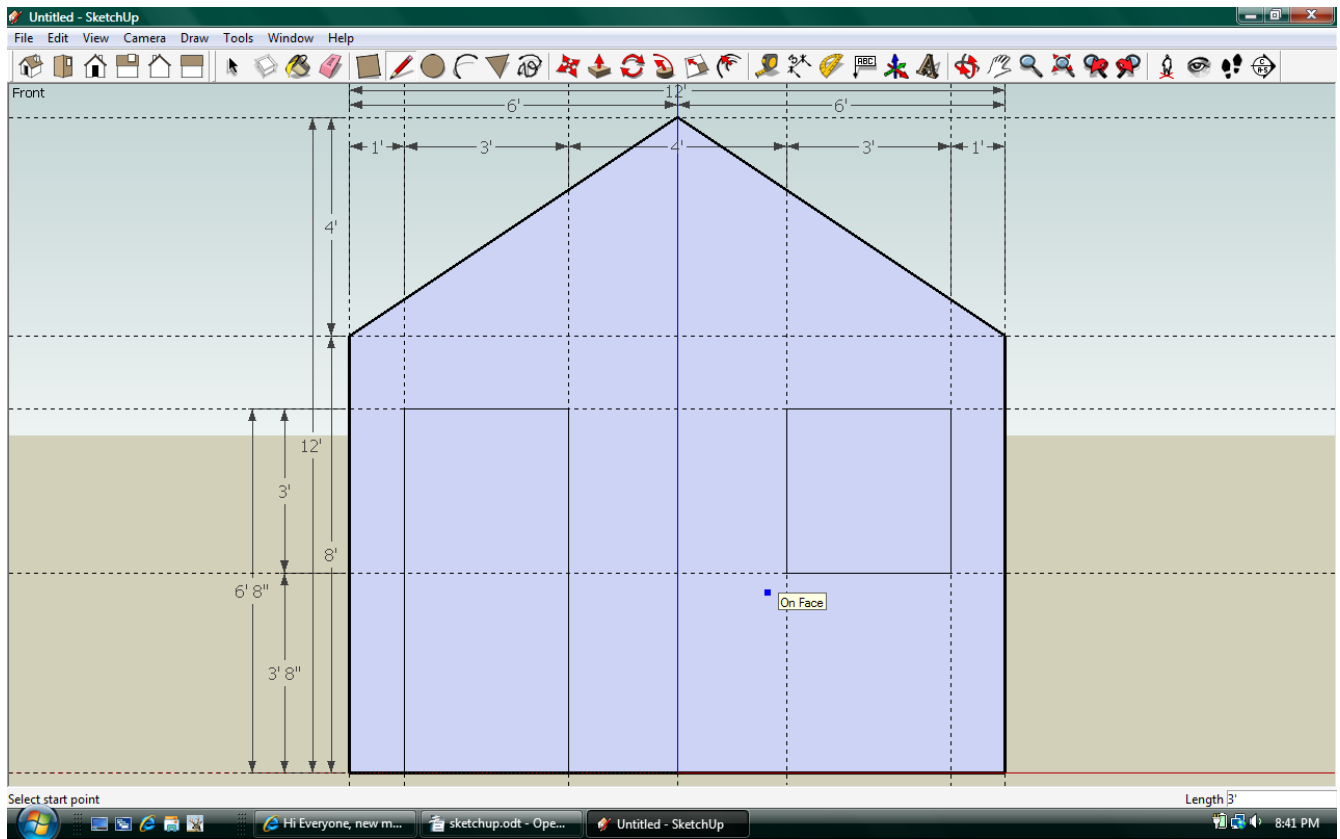 Untitled - SketchUp
File Edit View Camera Draw Tools Window Help
ABC
Front
12'
6' 6'
1' 3' 4' 3' 1'
4'
12'
3'
8'
6' 8"
On Face
3' 8"
Select start point
Length 3'
Hi Everyone, new m...
sketchup.odt - Ope...
Untitled - SketchUp
8:41 PM